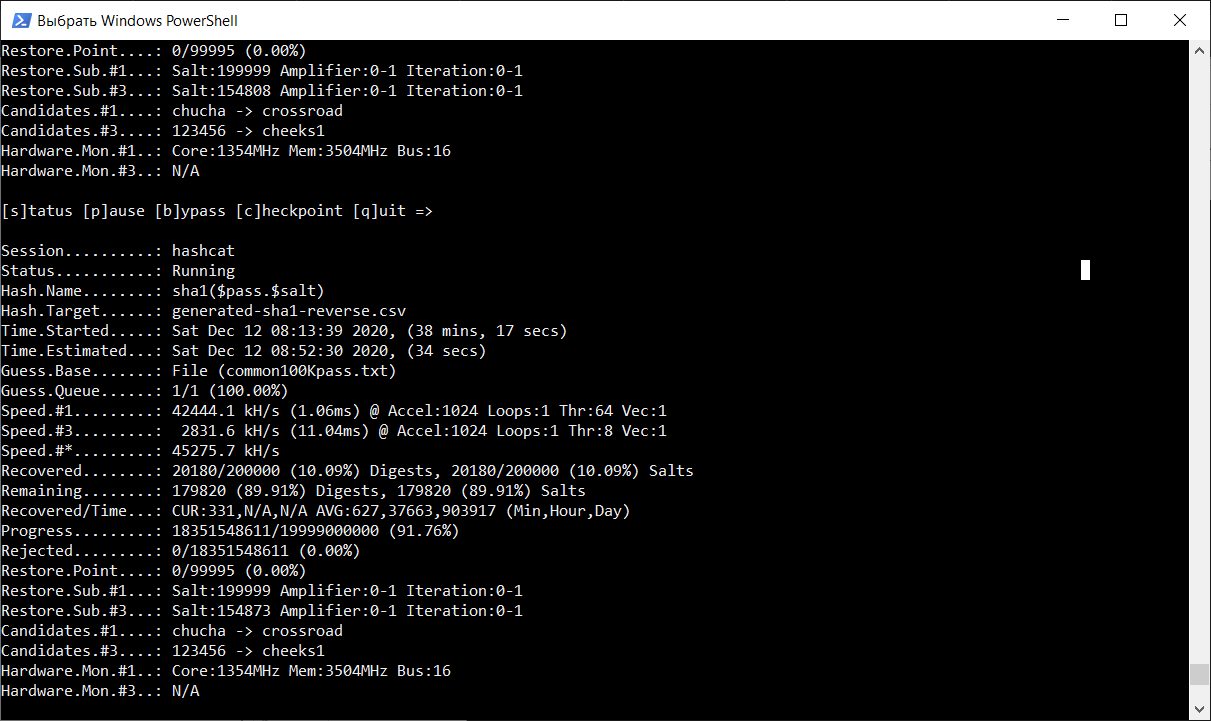 Выбрать Windows PowerShell
Restore.Point....: 0/99995 (0.00%)
Restore.Sub.#1...: Salt:199999 Amplifier:0-1 Iteration:0-1
Restore.Sub.#3...: Salt:154808 Amplifier:0-1 Iteration:0-1
Candidates.#1....: chucha -> crossroad
Candidates.#3....: 123456 -> cheeks1
Hardware.Mon.#1..: Core:1354MHz Mem:3504MHz Bus:16
Hardware.Mon.#3..: N/A
[s]tatus [p]ause [b]ypass [c]heckpoint [q]uit =>
Session..........: hashcat
Status...........: Running
Hash.Name........: sha1($pass.$salt)
Hash.Target......: generated-sha1-reverse.csv
Time.Started.....: Sat Dec 12 08:13:39 2020, (38 mins, 17 secs)
Time.Estimated...: Sat Dec 12 08:52:30 2020, (34 secs)
Guess.Base.......: File (common100Kpass.txt)
Guess.Queue......: 1/1 (100.00%)
Speed.#1.........: 42444.1 kH/s (1.06ms) @ Accel:1024 Loops:1 Thr:64 Vec:1
Speed.#3.........:  2831.6 kH/s (11.04ms) @ Accel:1024 Loops:1 Thr:8 Vec:1
Speed.#*.........: 45275.7 kH/s
Recovered........: 20180/200000 (10.09%) Digests, 20180/200000 (10.09%) Salts
Remaining........: 179820 (89.91%) Digests, 179820 (89.91%) Salts
Recovered/Time...: CUR:331,N/A,N/A AVG:627,37663,903917 (Min,Hour,Day)
Progress.........: 18351548611/19999000000 (91.76%)
Rejected.........: 0/18351548611 (0.00%)
Restore.Point....: 0/99995 (0.00%)
Restore.Sub.#1...: Salt:199999 Amplifier:0-1 Iteration:0-1
Restore.Sub.#3...: Salt:154873 Amplifier:0-1 Iteration:0-1
Candidates.#1....: chucha -> crossroad
Candidates.#3....: 123456 -> cheeks1
Hardware.Mon.#1..: Core:1354MHz Mem:3504MHz Bus:16
Hardware.Mon.#3..: N/A